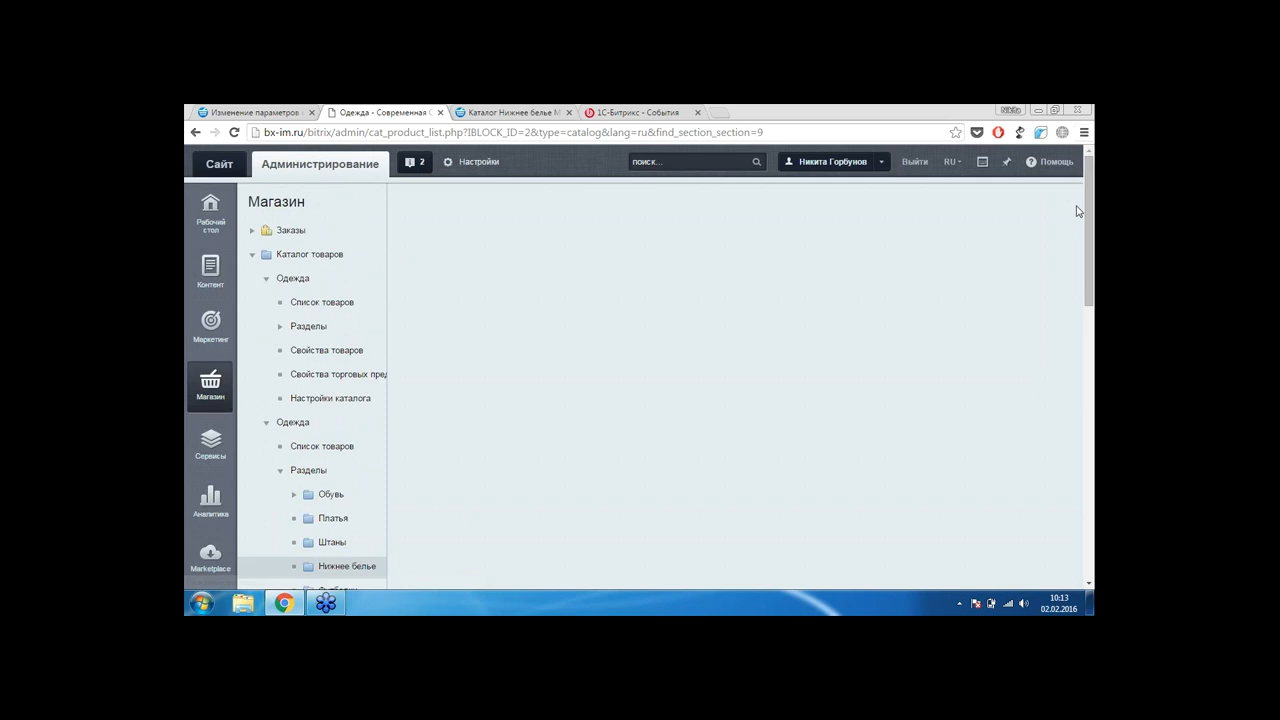 Изменение параметров
Одежда - Современная
Каталог Нижнее белье М
1С-Битрикс - События
Nikita
bx-im.ru/bitrix/admin/cat_product_list.php?IBLOCK_ID=2&type=catalog&lang=ru&find_section_section=9
Сайт
Администрирование
2
Настройки
поиск...
Никита Горбунов
Выйти
RU
Помощь
Рабочий
стол
Контент
Маркетинг
Магазин
Сервисы
Аналитика
Marketplace
Магазин
Заказы
Каталог товаров
Одежда
Список товаров
Разделы
Свойства товаров
Свойства торговых пред
Настройки каталога
Одежда
Список товаров
Разделы
Обувь
Платья
Штаны
Нижнее белье
10:13
02.02.2016